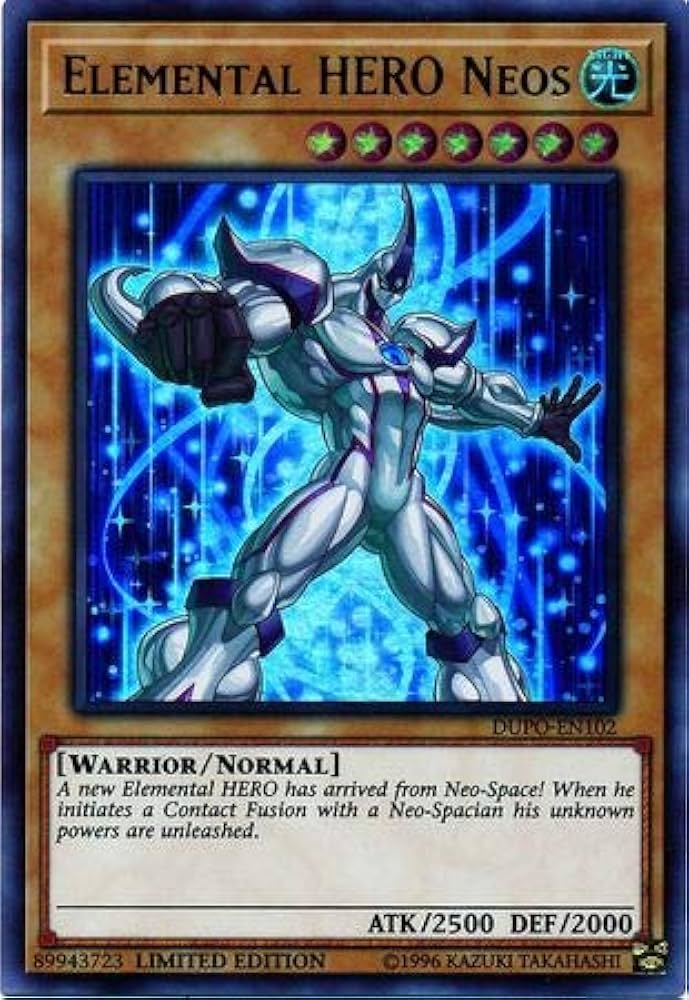 Elemental HERO Neos
LIGHT
光
DUPO-EN102
[Warrior/Normal]
A new Elemental HERO has arrived from Neo-Space! When he
initiates a Contact Fusion with a Neo-Spacian his unknown
powers are unleashed.
ATK/2500 DEF/2000
89943723 LIMITED EDITION ©1996 KAZUKI TAKAHASHI